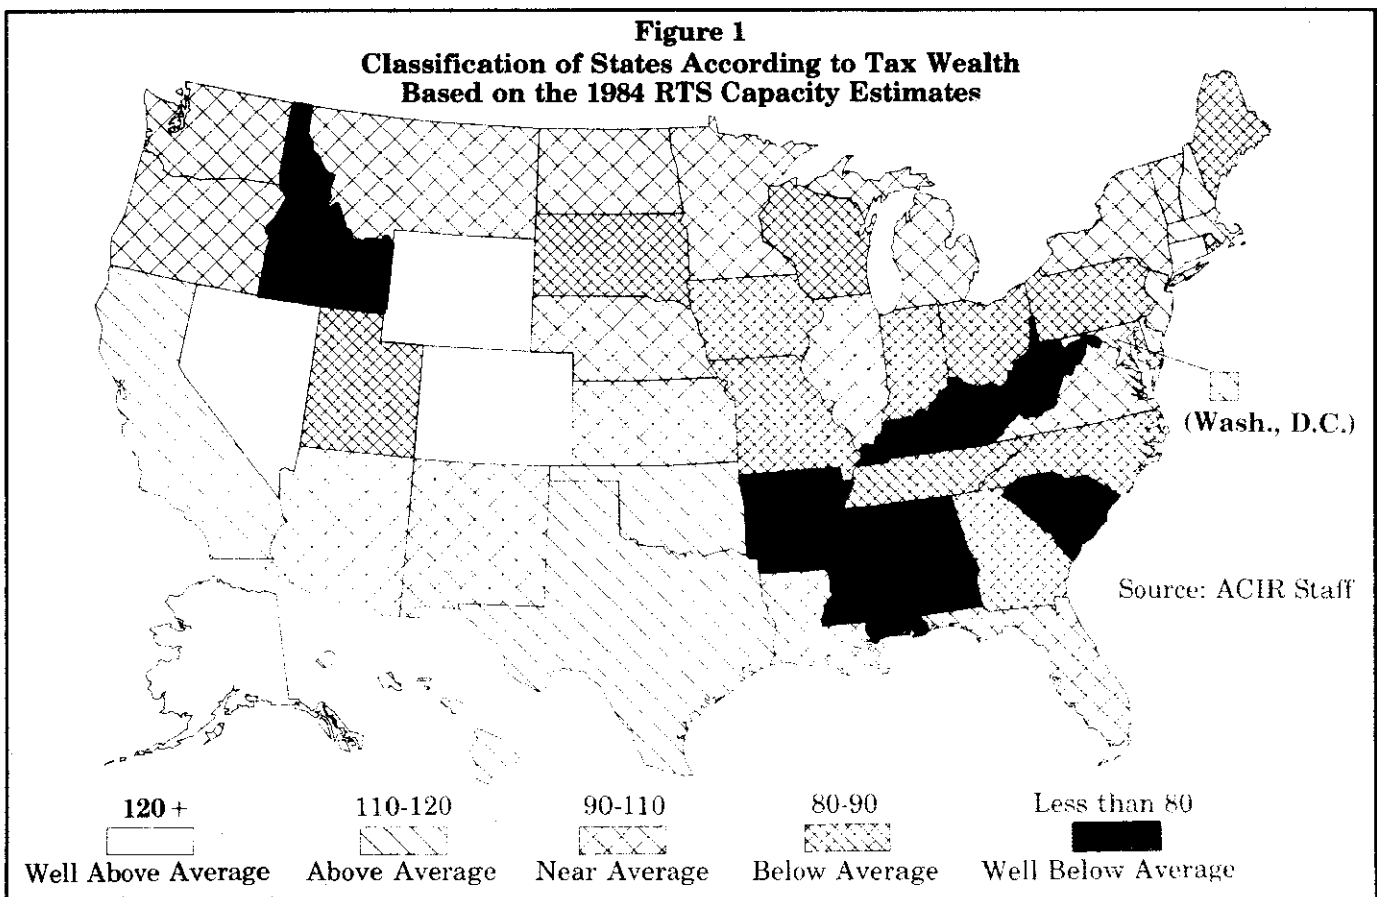 Figure 1
Classification of States According to Tax Wealth
Based on the 1984 RTS Capacity Estimates
(Wash., D.C.)
Source: ACIR Staff
120 + 110-120 90-110 80-90 Less than 80
Well Above Average Above Average Near Average Below Average Well Below Average